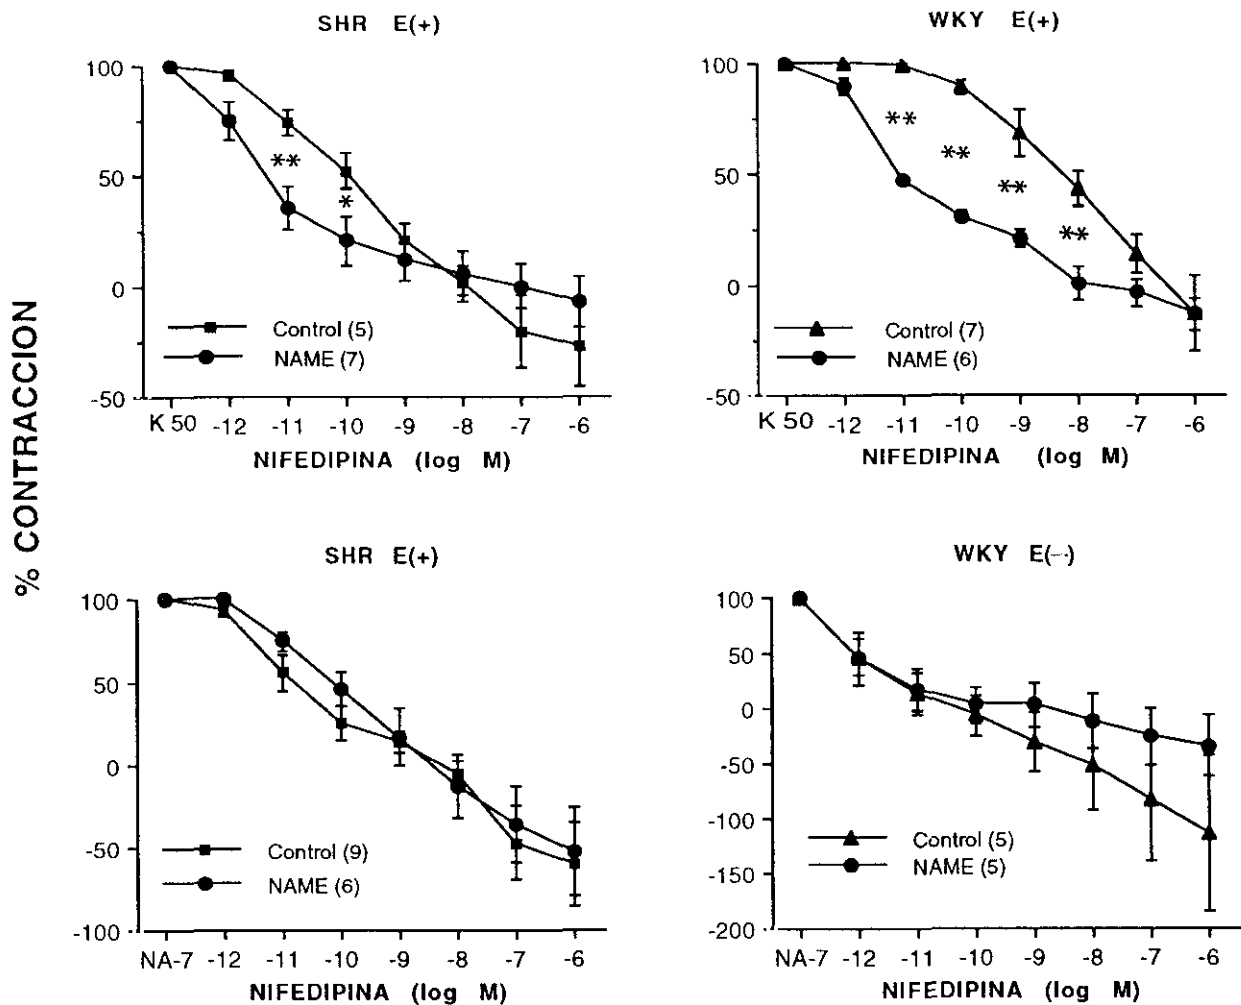 % CONTRACCION
SHR E(+)
100
50
0
-50
Control (5)
NAME (7)
**
*
K 50 -12 -11 -10 -9 -8 -7 -6
NIFEDIPINA (log M)
WKY E(+)
100
50
0
-50
**
**
**
**
Control (7)
NAME (6)
K 50 -12 -11 -10 -9 -8 -7 -6
NIFEDIPINA (log M)
SHR E(+)
100
50
0
-50
-100
Control (9)
NAME (6)
NA-7 -12 -11 -10 -9 -8 -7 -6
NIFEDIPINA (log M)
WKY E(-)
100
50
0
-50
-100
-150
-200
Control (5)
NAME (5)
NA-7 -12 -11 -10 -9 -8 -7 -6
NIFEDIPINA (log M)